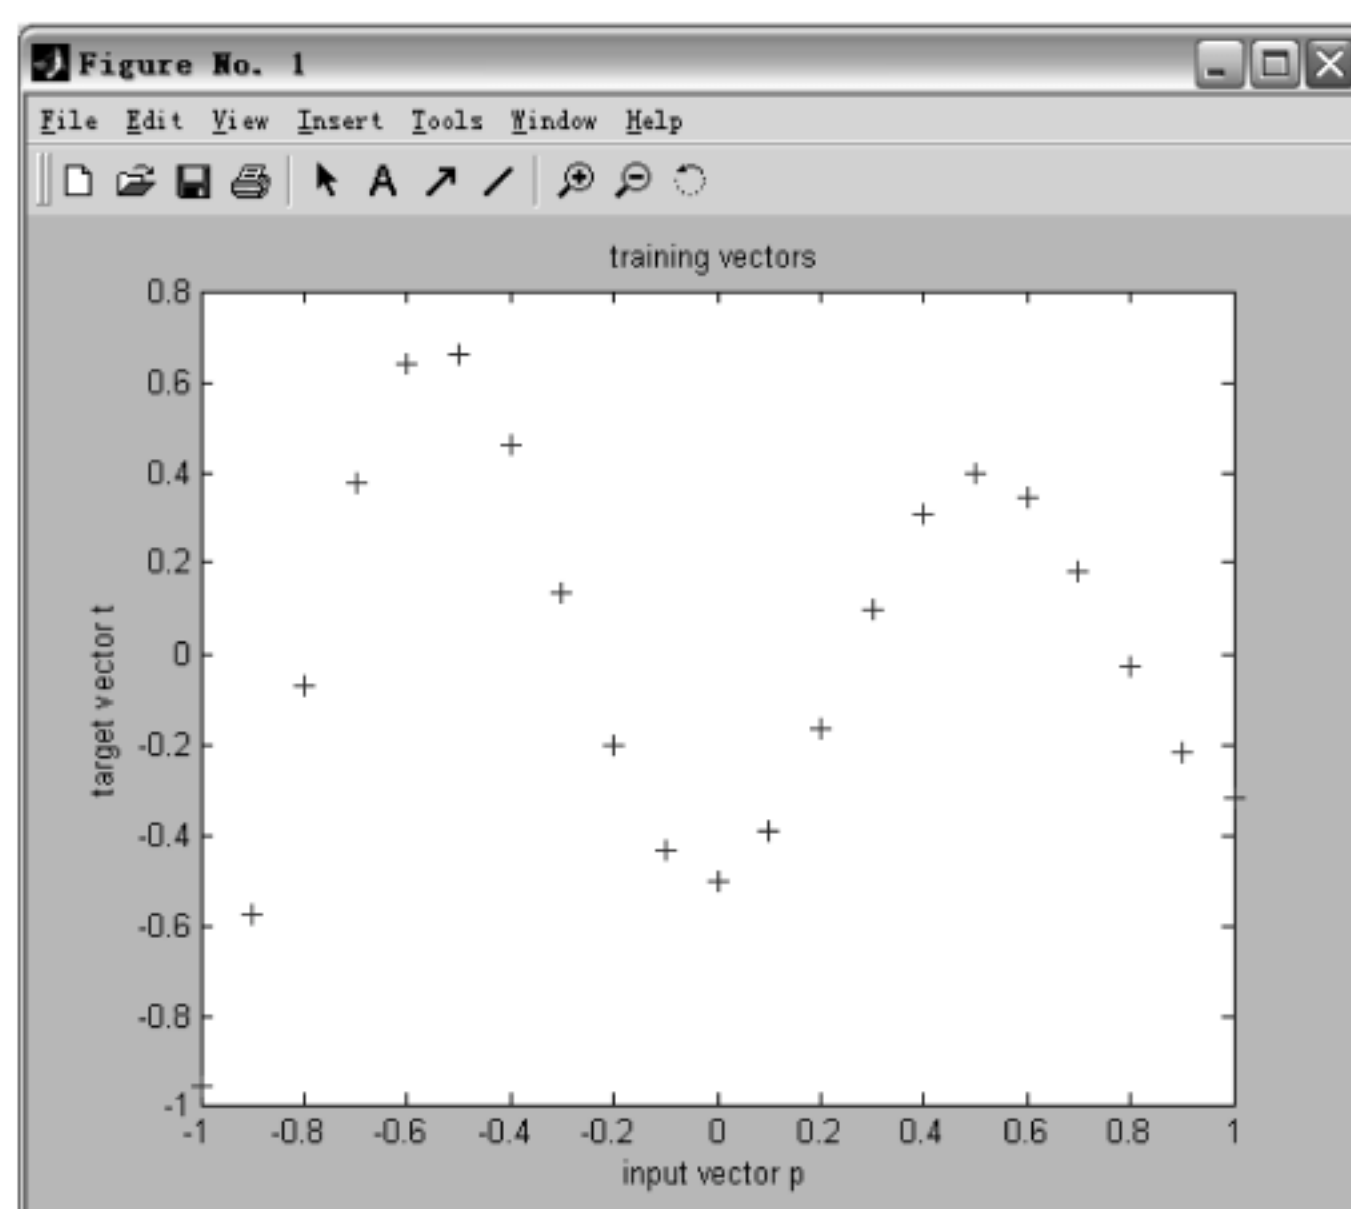 Figure No. 1
File Edit View Insert Tools Window Help
A
training vectors
0.8
0.6
0.4
0.2
0
-0.2
-0.4
-0.6
-0.8
-1
target vector t
-1 -0.8 -0.6 -0.4 -0.2 0 0.2 0.4 0.6 0.8 1
input vector p